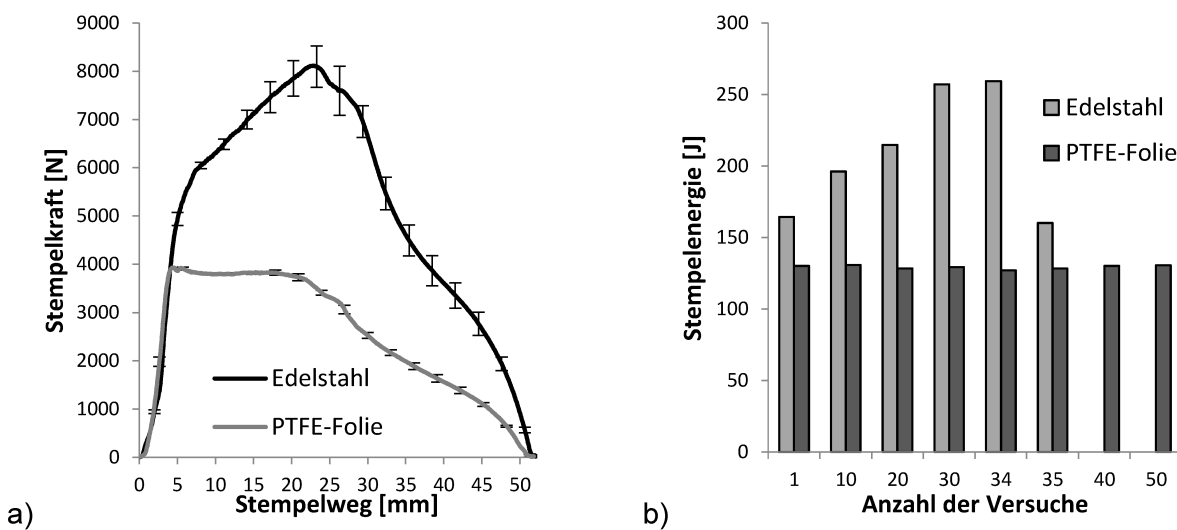 9000
8000
7000
6000
5000
4000
3000
2000
1000
0
Stempelkraft [N]
Edelstahl
PTFE-Folie
0 5 10 15 20 25 30 35 40 45 50
Stempelweg [mm]
a)
300
250
200
150
100
50
0
Stempelenergie [J]
Edelstahl
PTFE-Folie
1 10 20 30 34 35 40 50
Anzahl der Versuche
b)